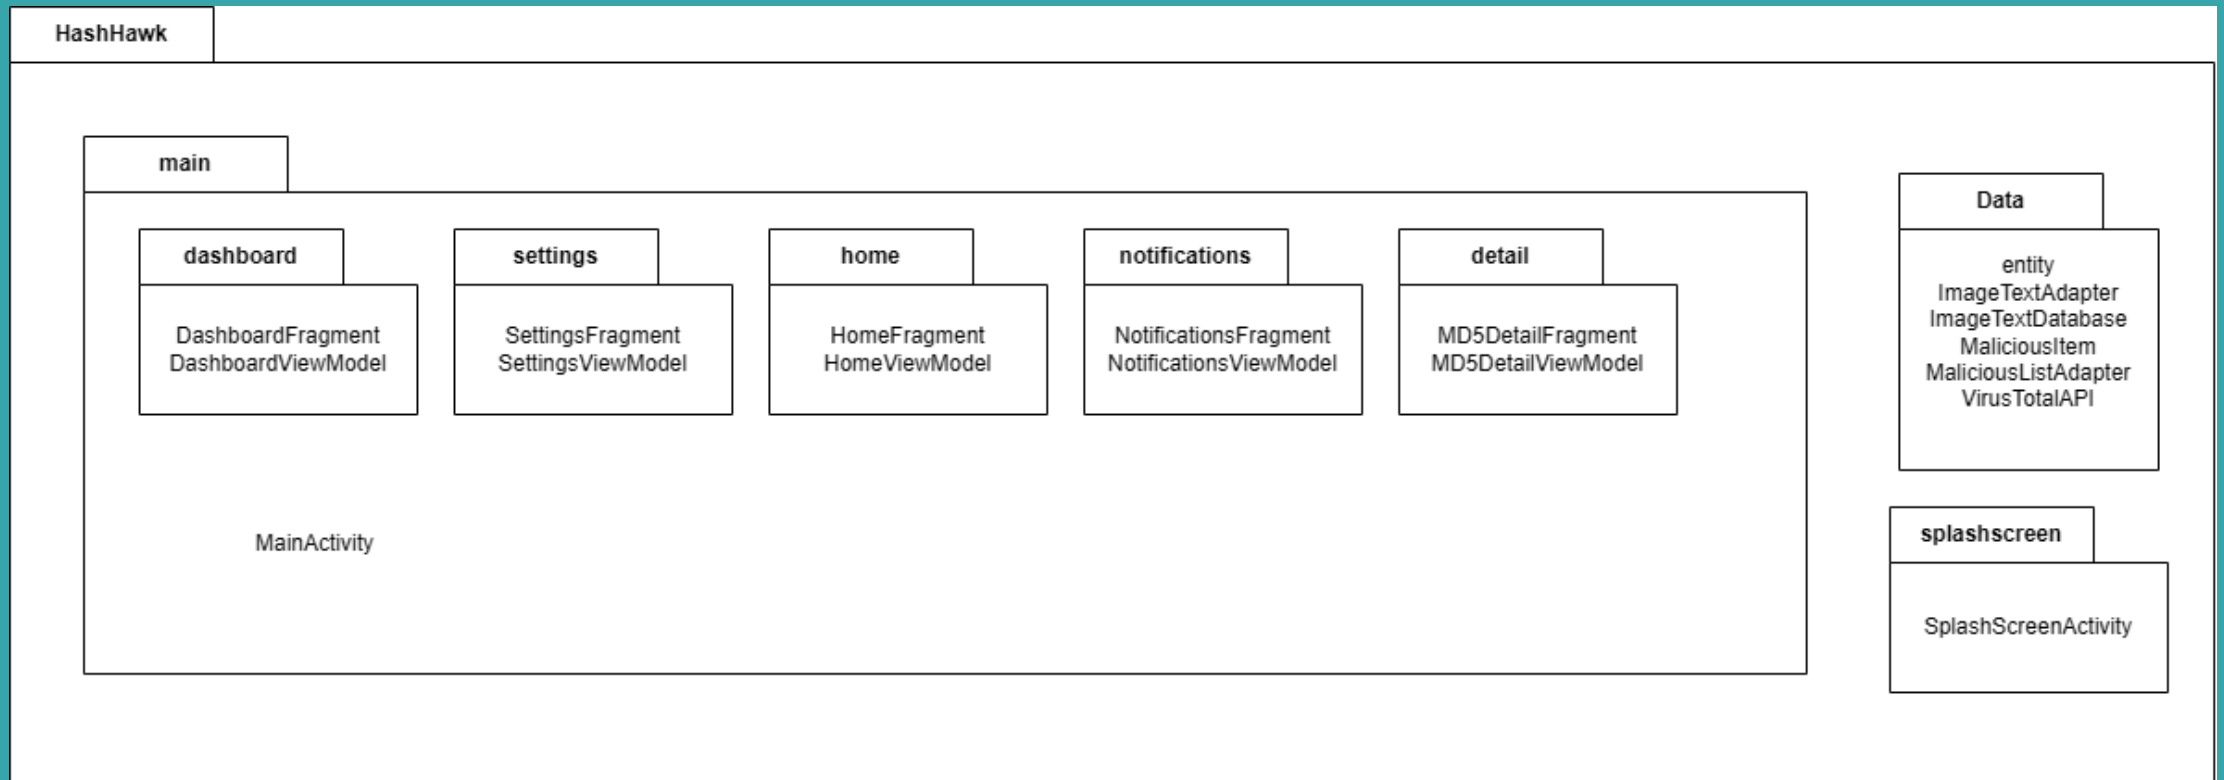 HashHawk
main
dashboard
DashboardFragment
DashboardViewModel
settings
SettingsFragment
SettingsViewModel
home
HomeFragment
HomeViewModel
notifications
NotificationsFragment
NotificationsViewModel
detail
MD5DetailFragment
MD5DetailViewModel
MainActivity
Data
entity
ImageTextAdapter
ImageTextDatabase
MaliciousItem
MaliciousListAdapter
VirusTotalAPI
splashscreen
SplashScreenActivity